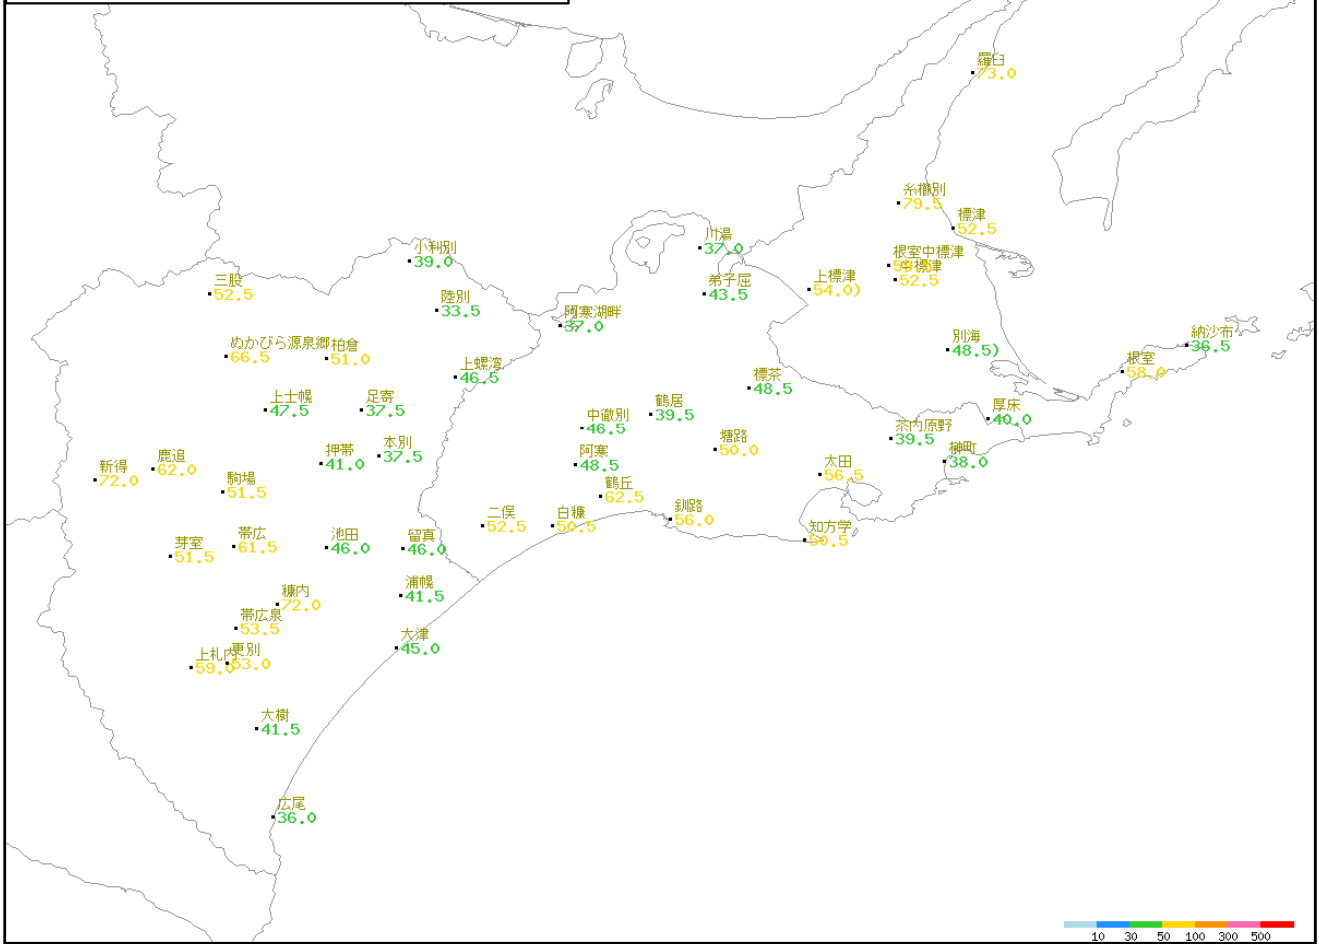 羅臼
73.0
糸櫛別
79.5
標津
52.5
川湯
37.0
小利別
39.0
根室中標津
中標津
52.5
三股
52.5
上標津
54.0)
弟子屈
43.5
陸別
33.5
阿寒湖畔
37.0
納沙布
36.5
別海
48.5)
ぬかびら源泉郷
66.5
柏倉
51.0
根室
58.0
上螺湾
46.5
標茶
48.5
上士幌
47.5
足寄
37.5
鶴居
39.5
厚床
40.0
中徹別
46.5
茶内原野
39.5
本別
37.5
塘路
50.0
押帯
41.0
鹿追
62.0
阿寒
48.5
榊町
38.0
新得
72.0
太田
56.5
駒場
51.5
鶴丘
62.5
釧路
56.0
二俣
52.5
白糠
50.5
知方学
50.5
帯広
61.5
池田
46.0
留真
46.0
芽室
51.5
浦幌
41.5
糠内
72.0
帯広泉
53.5
大津
45.0
上札内
59.0
更別
53.0
大樹
41.5
広尾
36.0
10 30 50 100 300 500